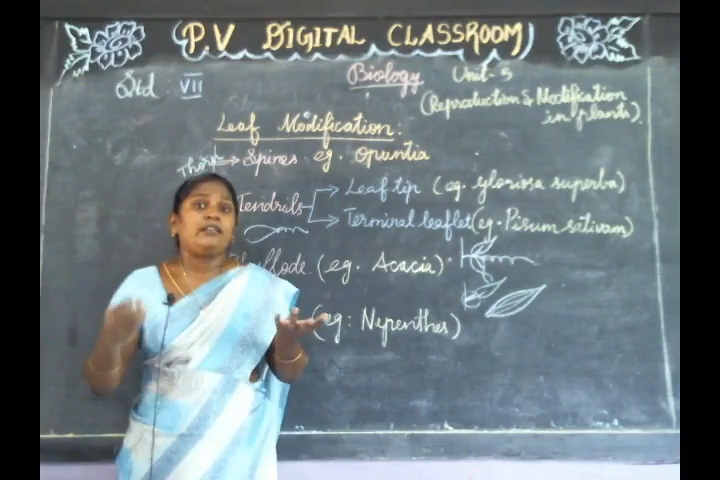 P.V DIGITAL CLASSROOM
Std : VII
Biology Unit-5
(Reproduction & Modification in plants)
Leaf Modification:
Thorn
Spines eg. Opuntia
Tendrils
Leaf tip (eg. Gloriosa superba)
Terminal leaflet (eg. Pisum sativam)
(eg. Acacia)
(eg: Nepenthes)